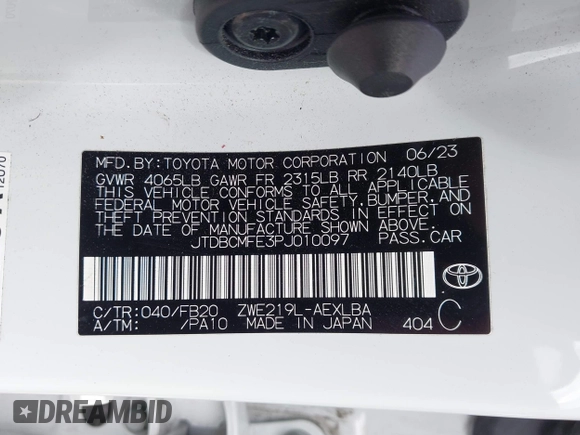 MFD.BY:TOYOTA MOTOR CORPORATION 06/23
GVWR 4065LB GAWR FR 2315LB RR 2140LB
THIS VEHICLE CONFORMS TO ALL APPLICABLE
FEDERAL MOTOR VEHICLE SAFETY,BUMPER,AND
THEFT PREVENTION STANDARDS IN EFFECT ON
THE DATE OF MANUFACTURE SHOWN ABOVE.
JTDBCMFE3PJ010097 PASS.CAR
C/TR:040/FB20 ZWE219L-AEXLBA
A/TM: /PA10 MADE IN JAPAN 404 C
DREAMBID